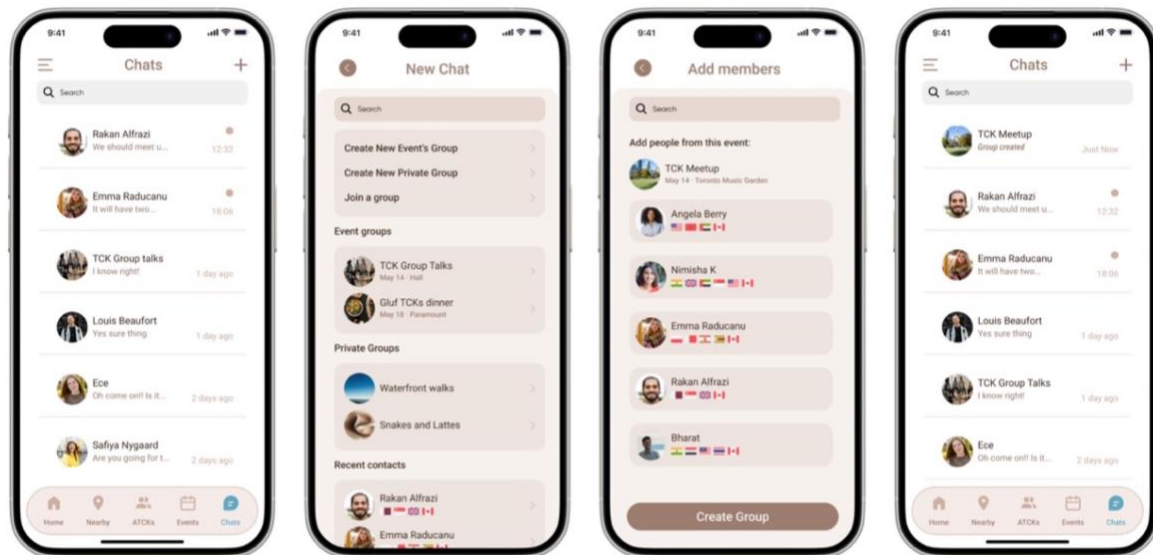 9:41
Chats
Search
Rakan Alfrazi
We should meet u...
12:32
Emma Raducanu
It will have two...
18:06
TCK Group talks
I know right!
1 day ago
Louis Beaufort
Yes sure thing
1 day ago
Ece
Oh come on!! Is it...
2 days ago
Safiya Nygaard
Are you going for t...
2 days ago
Home
Nearby
ATCKs
Events
Chats
9:41
New Chat
Search
Create New Event's Group
Create New Private Group
Join a group
Event groups
TCK Group Talks
May 14 · Hall
Gluf TCKs dinner
May 18 · Paramount
Private Groups
Waterfront walks
Snakes and Lattes
Recent contacts
Rakan Alfrazi
Emma Raducanu
9:41
Add members
Search
Add people from this event:
TCK Meetup
May 14 · Toronto Music Garden
Angela Berry
Nimisha K
Emma Raducanu
Rakan Alfrazi
Bharat
Create Group
9:41
Chats
Search
TCK Meetup
Group created
Just Now
Rakan Alfrazi
We should meet u...
12:32
Emma Raducanu
It will have two...
18:06
Louis Beaufort
Yes sure thing
1 day ago
TCK Group Talks
I know right!
1 day ago
Ece
Oh come on!! Is it...
2 days ago
Home
Nearby
ATCKs
Events
Chats